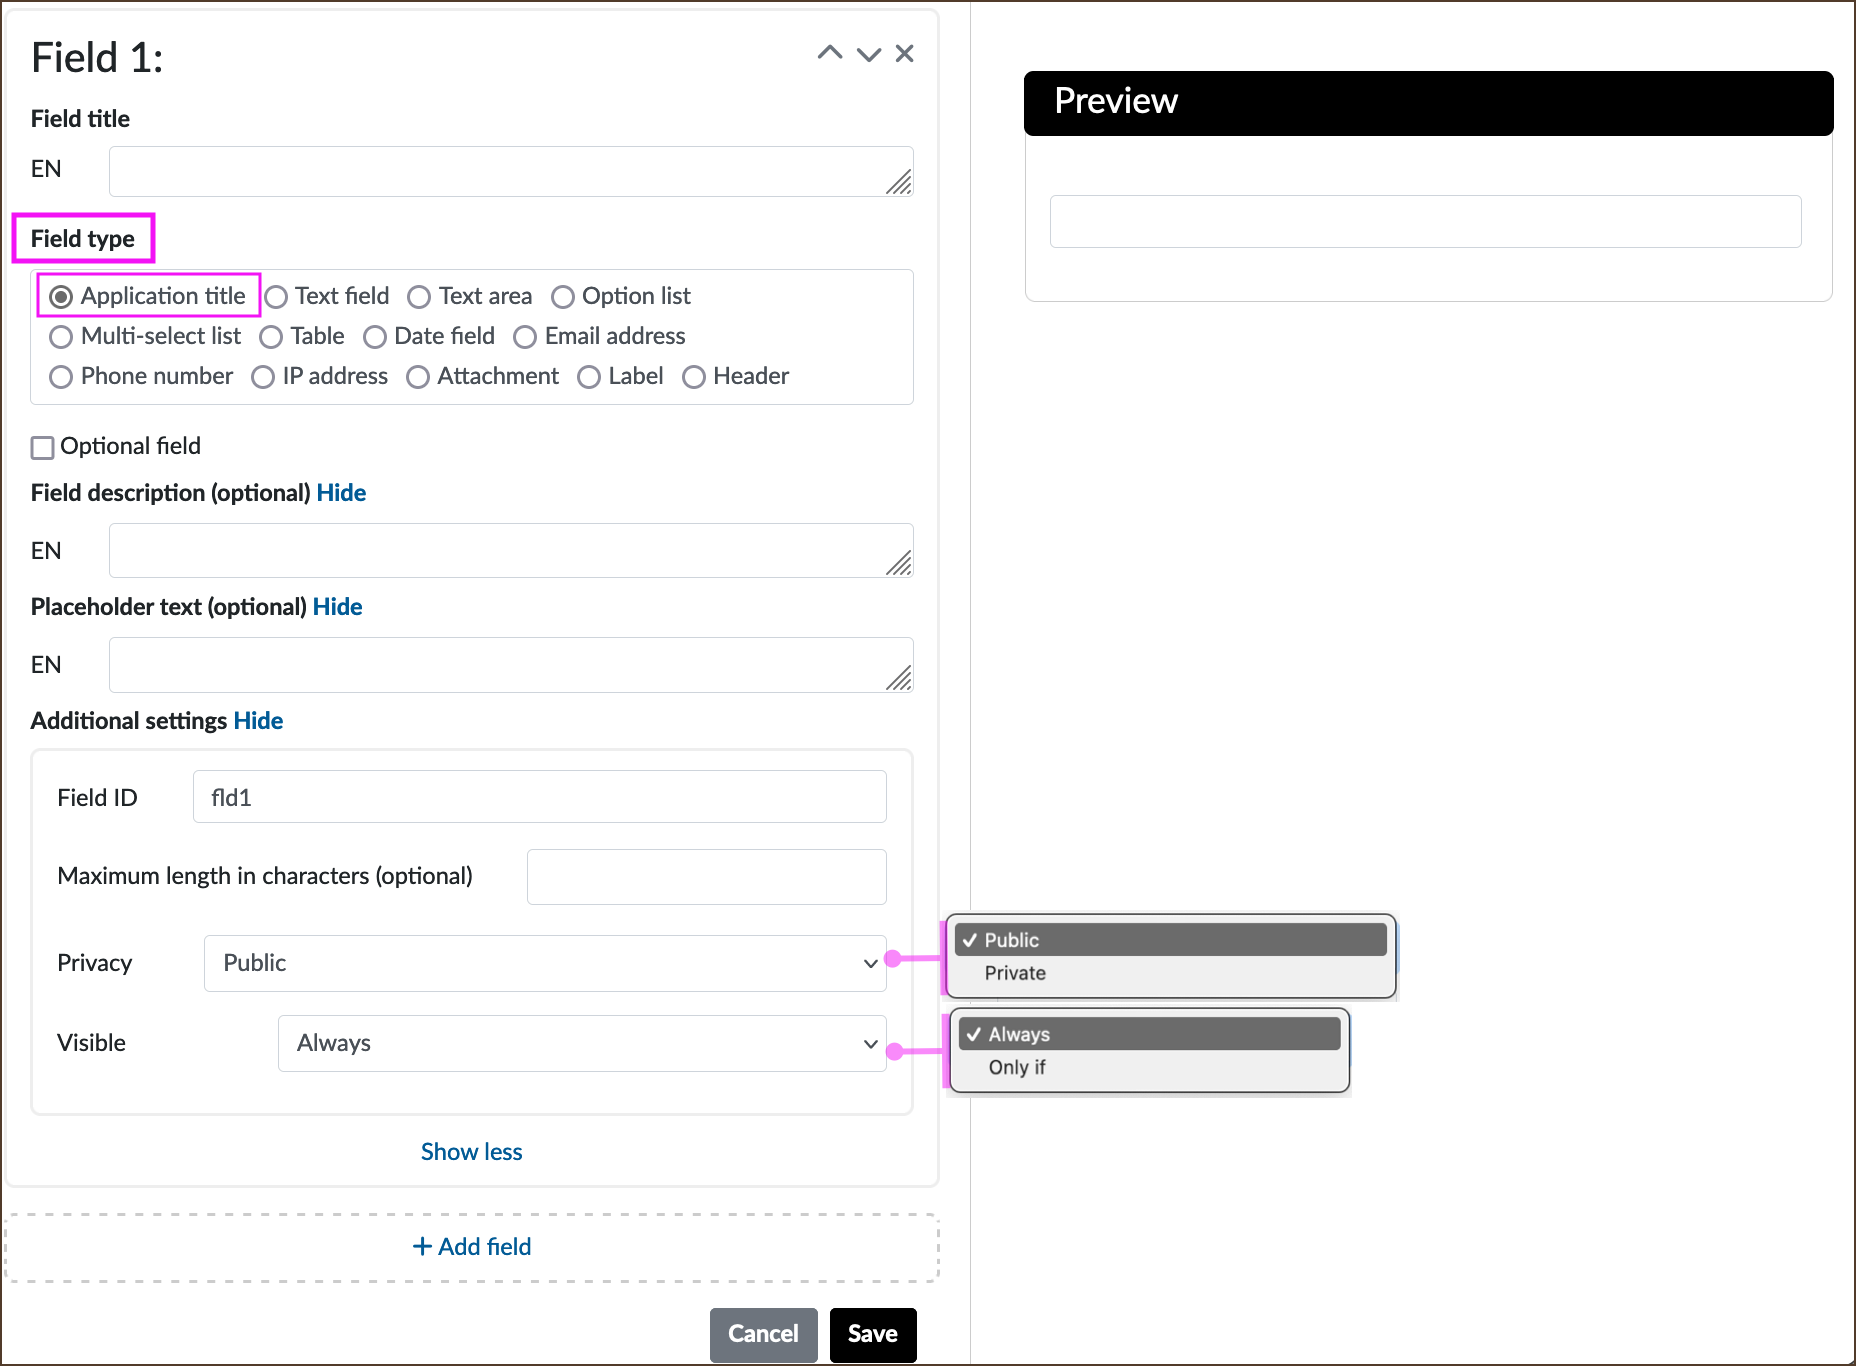 Field 1:
Field title
EN
Field type
Application title Text field Text area Option list
Multi-select list Table Date field Email address
Phone number IP address Attachment Label Header
Optional field
Field description (optional) Hide
EN
Placeholder text (optional) Hide
EN
Additional settings Hide
Field ID fld1
Maximum length in characters (optional)
Privacy Public
Visible Always
Show less
+ Add field
Cancel Save
Preview
✓ Public
Private
✓ Always
Only if